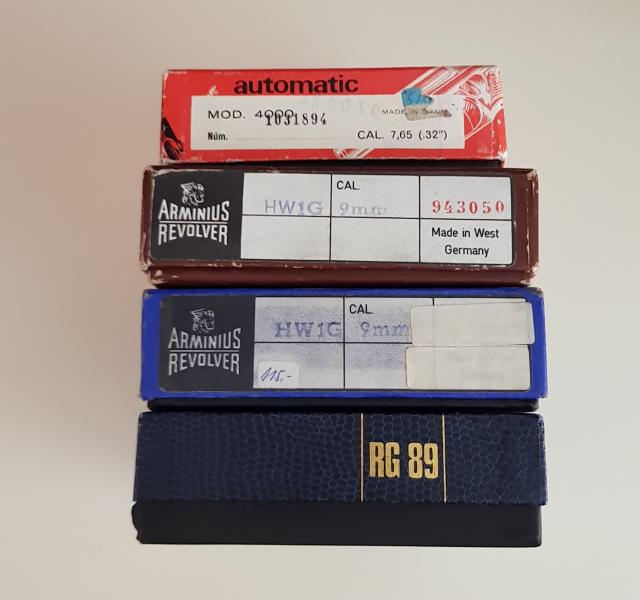 automatic
MOD. 4000 MADE IN SPAIN
1031894
Núm. CAL. 7,65 (.32")
ARMINIUS
REVOLVER
CAL.
HW1G 9mm 943050
Made in West
Germany
ARMINIUS
REVOLVER
CAL.
HW1G 9mm
115.-
RG 89